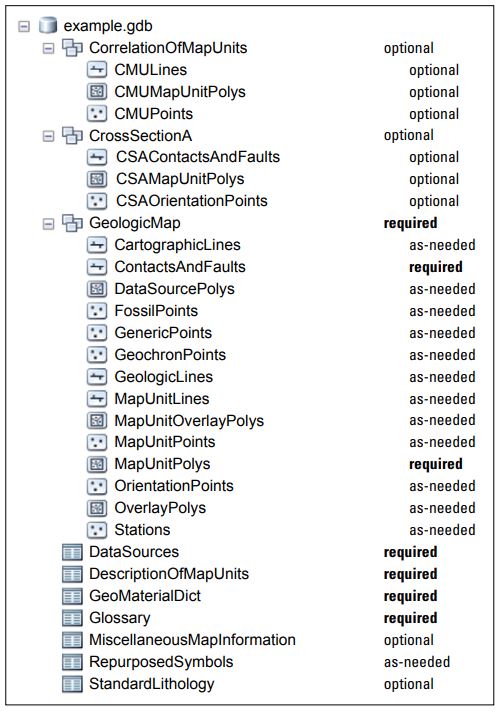 example.gdb
CorrelationOfMapUnits optional
CMULines optional
CMUMapUnitPolys optional
CMUPoints optional
CrossSectionA optional
CSAContactsAndFaults optional
CSAMapUnitPolys optional
CSAOrientationPoints optional
GeologicMap required
CartographicLines as-needed
ContactsAndFaults required
DataSourcePolys as-needed
FossilPoints as-needed
GenericPoints as-needed
GeochronPoints as-needed
GeologicLines as-needed
MapUnitLines as-needed
MapUnitOverlayPolys as-needed
MapUnitPoints as-needed
MapUnitPolys required
OrientationPoints as-needed
OverlayPolys as-needed
Stations as-needed
DataSources required
DescriptionOfMapUnits required
GeoMaterialDict required
Glossary required
MiscellaneousMapInformation optional
RepurposedSymbols as-needed
StandardLithology optional